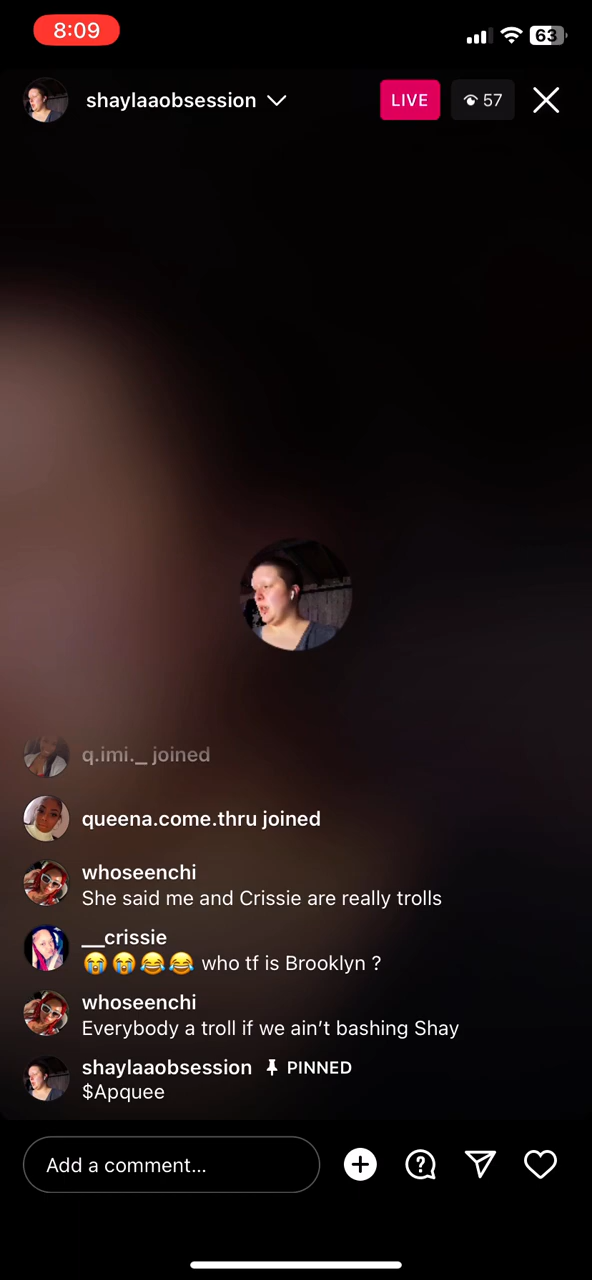 8:09
63
shaylaaobsession
LIVE
57
q.imi._ joined
queena.come.thru joined
whoseenchi
She said me and Crissie are really trolls
__crissie
😭😭😂😂 who tf is Brooklyn ?
whoseenchi
Everybody a troll if we ain’t bashing Shay
shaylaaobsession PINNED
$Apquee
Add a comment...